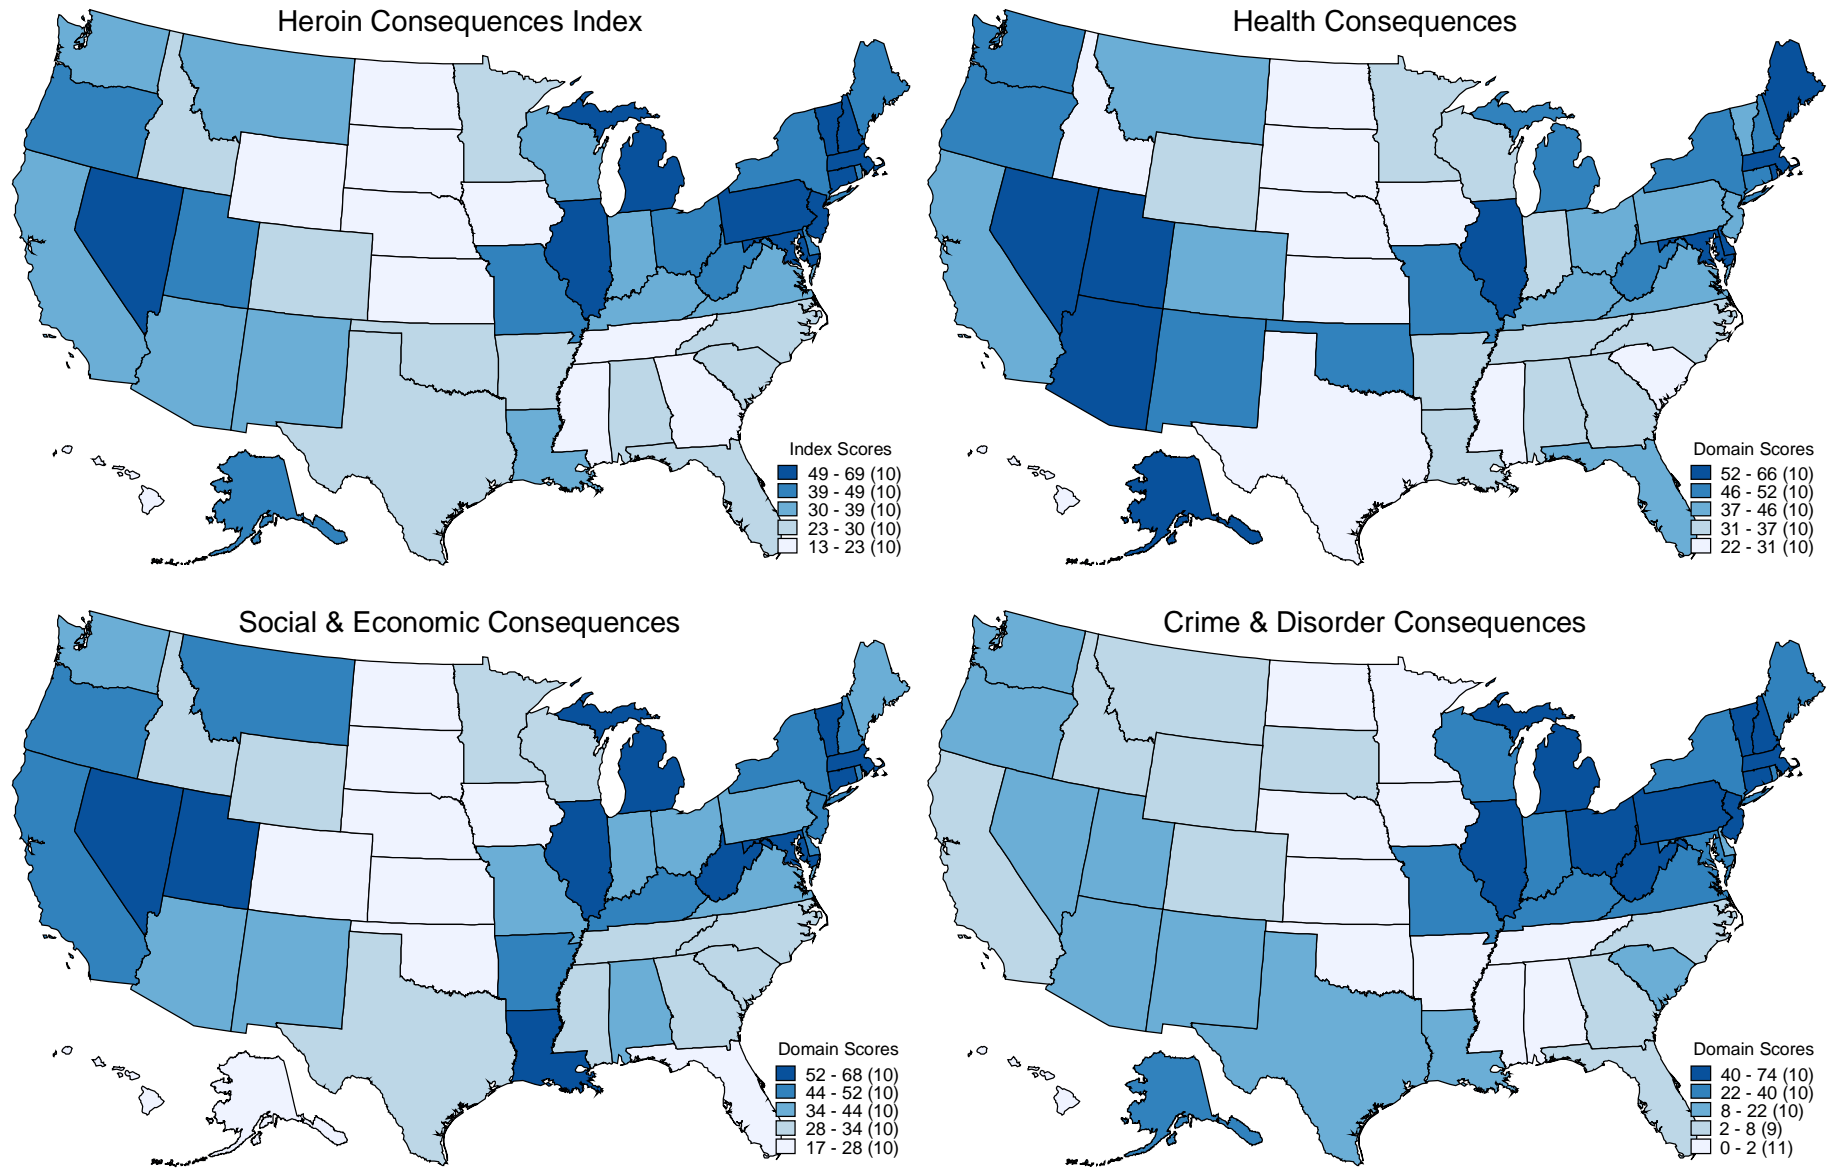 Heroin Consequences Index
Index Scores
49 - 69 (10)
39 - 49 (10)
30 - 39 (10)
23 - 30 (10)
13 - 23 (10)
Health Consequences
Domain Scores
52 - 66 (10)
46 - 52 (10)
37 - 46 (10)
31 - 37 (10)
22 - 31 (10)
Social & Economic Consequences
Domain Scores
52 - 68 (10)
44 - 52 (10)
34 - 44 (10)
28 - 34 (10)
17 - 28 (10)
Crime & Disorder Consequences
Domain Scores
40 - 74 (10)
22 - 40 (10)
8 - 22 (10)
2 - 8 (9)
0 - 2 (11)